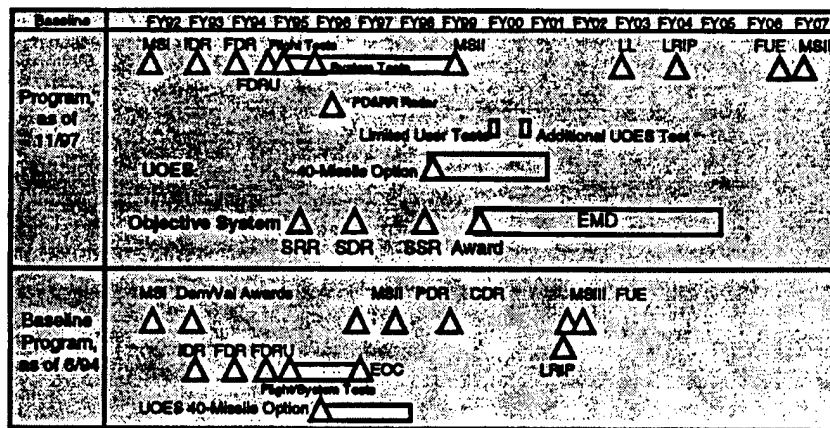 Baseline FY92 FY93 FY94 FY95 FY96 FY97 FY98 FY99 FY00 FY01 FY02 FY03 FY04 FY05 FY06 FY07
MSI IDR FDR Flight Tests MSII LL LRIP FUE MSIII
System Tests
FDRU
Program, as of 11/97
PD&RR Radar
Limited User Tests Additional UOES Test
UOES 40-Missile Option
Objective System EMD
SRR SDR SSR Award
MSI Dem/Val Awards MSII PDR CDR MSIII FUE
Baseline
Program,
as of 6/94
IDR FDR FDRU EOC LRIP
Flight/System Tests
UOES 40-Missile Option